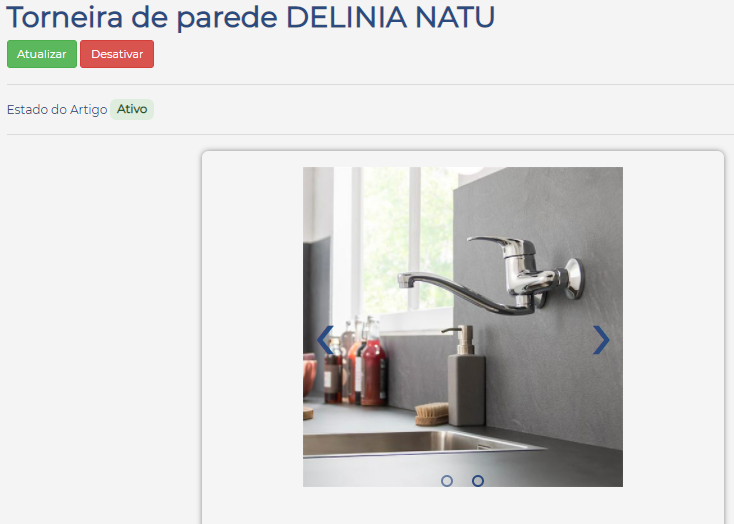 Torneira de parede DELINIA NATU
Atualizar Desativar
Estado do Artigo Ativo